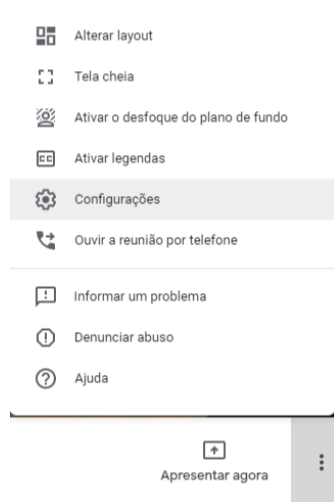 Alterar layout
Tela cheia
Ativar o desfoque do plano de fundo
CC Ativar legendas
Configurações
Ouvir a reunião por telefone
Informar um problema
Denunciar abuso
Ajuda
Apresentar agora